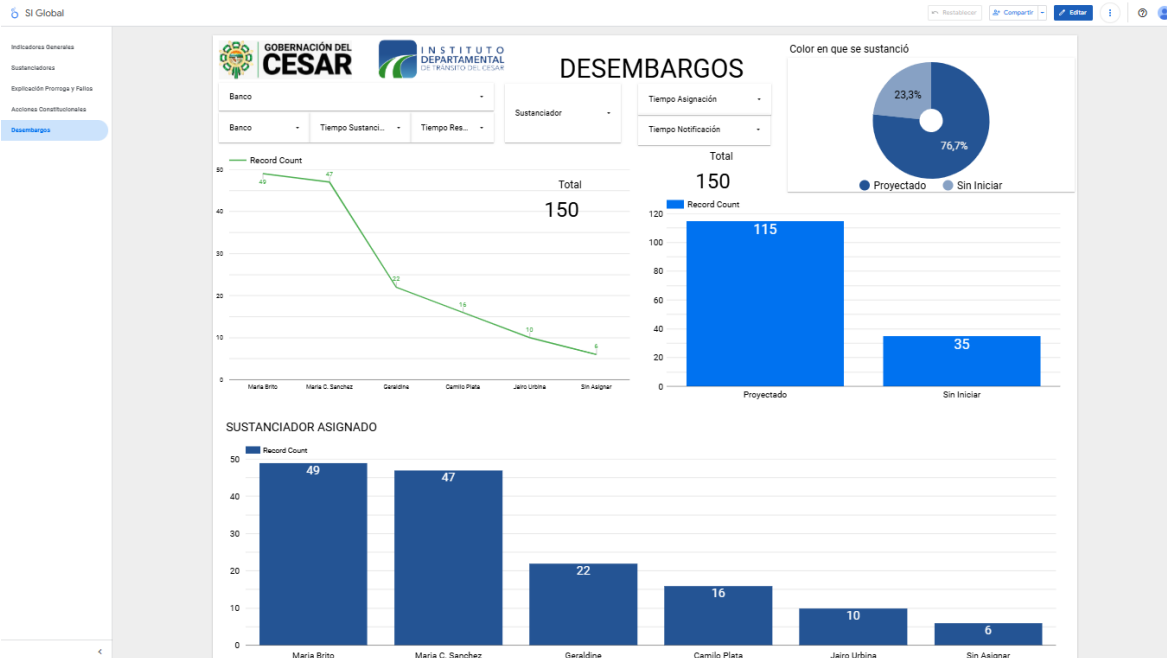 SI Global
Restablecer
Compartir
Editar
Indicadores Generales
Sustanciadores
Explicación Prorroga y Fallos
Acciones Constitucionales
Desembargos
GOBERNACIÓN DEL
CESAR
INSTITUTO
DEPARTAMENTAL
DE TRÁNSITO DEL CESAR
DESEMBARGOS
Banco
Banco
Tiempo Sustanci...
Tiempo Res...
Sustanciador
Tiempo Asignación
Tiempo Notificación
Color en que se sustanció
23,3%
76,7%
Proyectado
Sin Iniciar
Record Count
50
40
30
20
10
0
49
47
22
16
10
6
Total
150
Maria Brito
Maria C. Sanchez
Geraldine
Camilo Plata
Jairo Urbina
Sin Asignar
Total
150
Record Count
120
100
80
60
40
20
0
115
35
Proyectado
Sin Iniciar
SUSTANCIADOR ASIGNADO
Record Count
50
40
30
20
10
0
49
47
22
16
10
6
Maria Brito
Maria C. Sanchez
Geraldine
Camilo Plata
Jairo Urbina
Sin Asignar